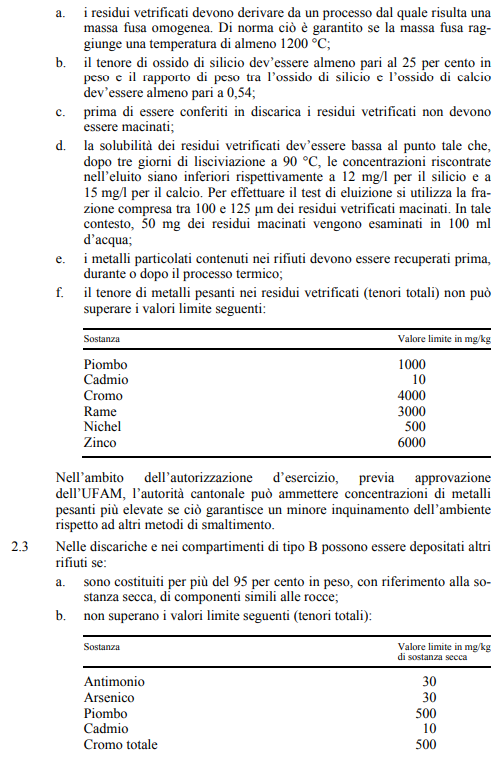 a. i residui vetrificati devono derivare da un processo dal quale risulta una
massa fusa omogenea. Di norma ciò è garantito se la massa fusa rag-
giunge una temperatura di almeno 1200 °C;
b. il tenore di ossido di silicio dev'essere almeno pari al 25 per cento in
peso e il rapporto di peso tra l'ossido di silicio e l'ossido di calcio
dev'essere almeno pari a 0,54;
c. prima di essere conferiti in discarica i residui vetrificati non devono
essere macinati;
d. la solubilità dei residui vetrificati dev'essere bassa al punto tale che,
dopo tre giorni di lisciviazione a 90 °C, le concentrazioni riscontrate
nell'eluito siano inferiori rispettivamente a 12 mg/l per il silicio e a
15 mg/l per il calcio. Per effettuare il test di eluizione si utilizza la fra-
zione compresa tra 100 e 125 μm dei residui vetrificati macinati. In tale
contesto, 50 mg dei residui macinati vengono esaminati in 100 ml
d'acqua;
e. i metalli particolati contenuti nei rifiuti devono essere recuperati prima,
durante o dopo il processo termico;
f. il tenore di metalli pesanti nei residui vetrificati (tenori totali) non può
superare i valori limite seguenti:
Sostanza Valore limite in mg/kg
Piombo 1000
Cadmio 10
Cromo 4000
Rame 3000
Nichel 500
Zinco 6000
Nell'ambito dell'autorizzazione d'esercizio, previa approvazione
dell'UFAM, l'autorità cantonale può ammettere concentrazioni di metalli
pesanti più elevate se ciò garantisce un minore inquinamento dell'ambiente
rispetto ad altri metodi di smaltimento.
2.3 Nelle discariche e nei compartimenti di tipo B possono essere depositati altri
rifiuti se:
a. sono costituiti per più del 95 per cento in peso, con riferimento alla so-
stanza secca, di componenti simili alle rocce;
b. non superano i valori limite seguenti (tenori totali):
Sostanza Valore limite in mg/kg
di sostanza secca
Antimonio 30
Arsenico 30
Piombo 500
Cadmio 10
Cromo totale 500